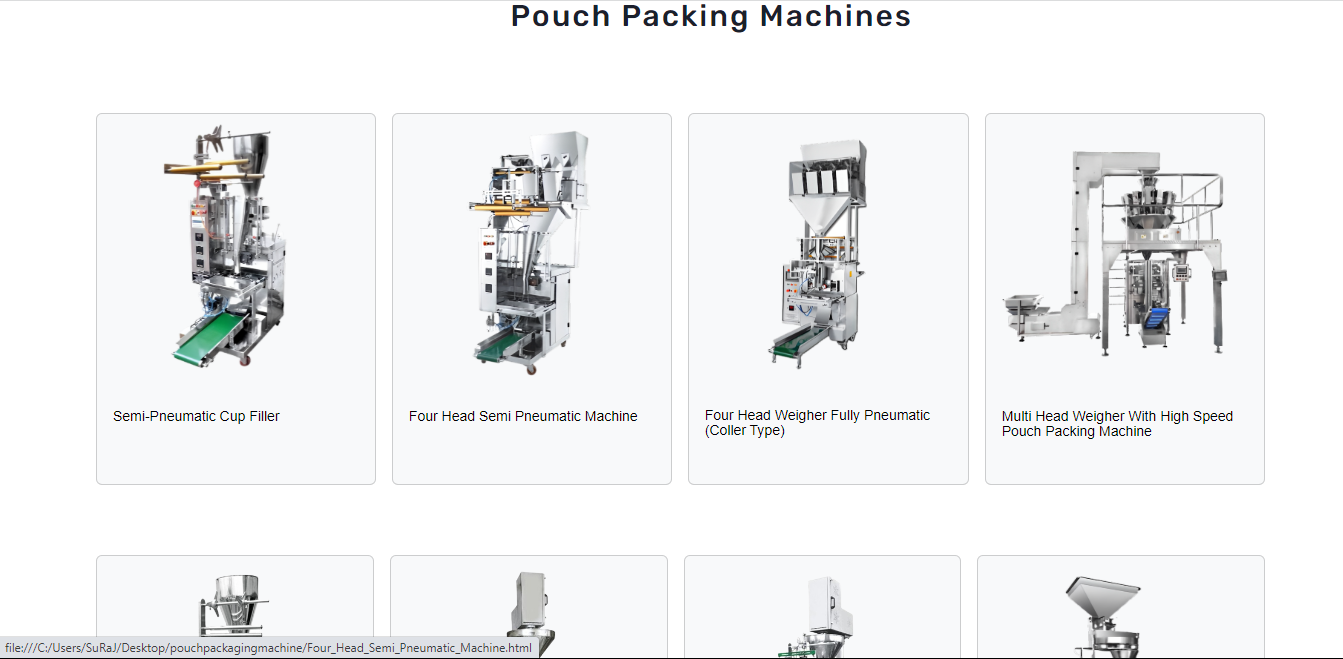 Pouch Packing Machines
Semi-Pneumatic Cup Filler
Four Head Semi Pneumatic Machine
Four Head Weigher Fully Pneumatic
(Coller Type)
Multi Head Weigher With High Speed
Pouch Packing Machine
file:///C:/Users/SuRaJ/Desktop/pouchpackagingmachine/Four_Head_Semi_Pneumatic_Machine.html